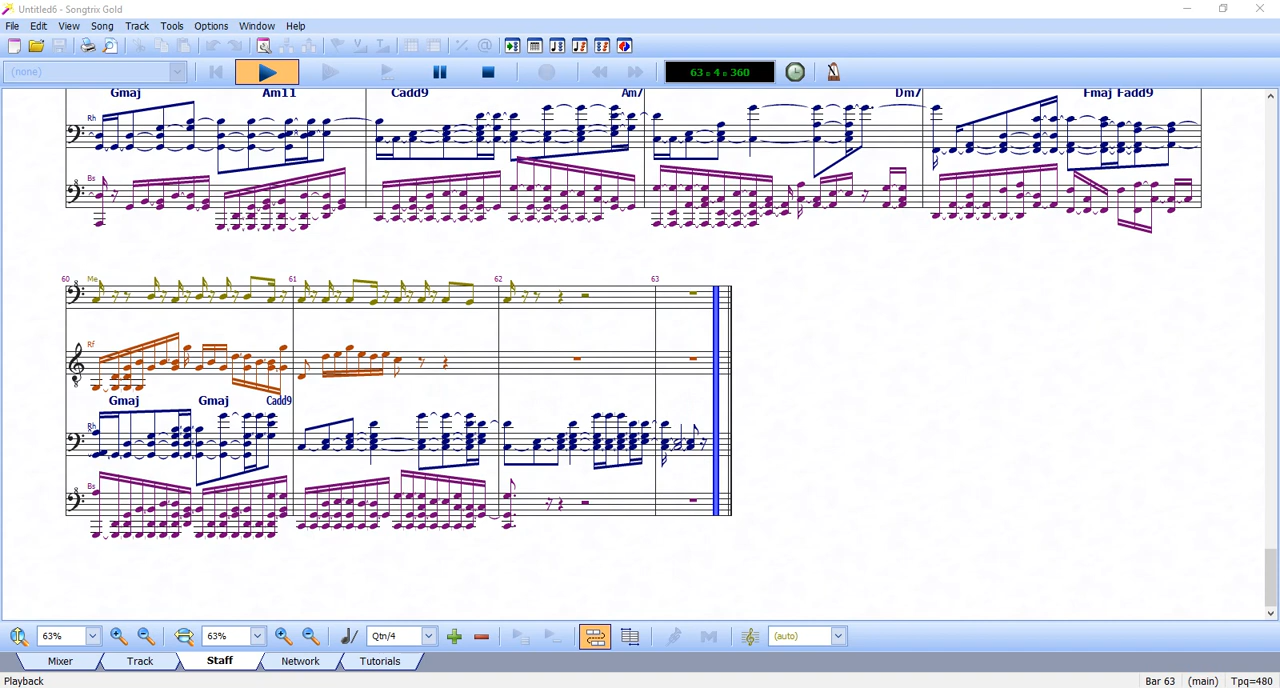 Untitled6 - Songtrix Gold
File Edit View Song Track Tools Options Window Help
(none)
63 4 360
Gmaj Am11 Cadd9 Am7 Dm7 Fmaj Fadd9
Rh
Bs
60 Me 61 62 63
Rf
Gmaj Gmaj Cadd9
Rh
Bs
63% 63% Qtn/4 (auto)
Mixer Track Staff Network Tutorials
Playback Bar 63 (main) Tpq=480